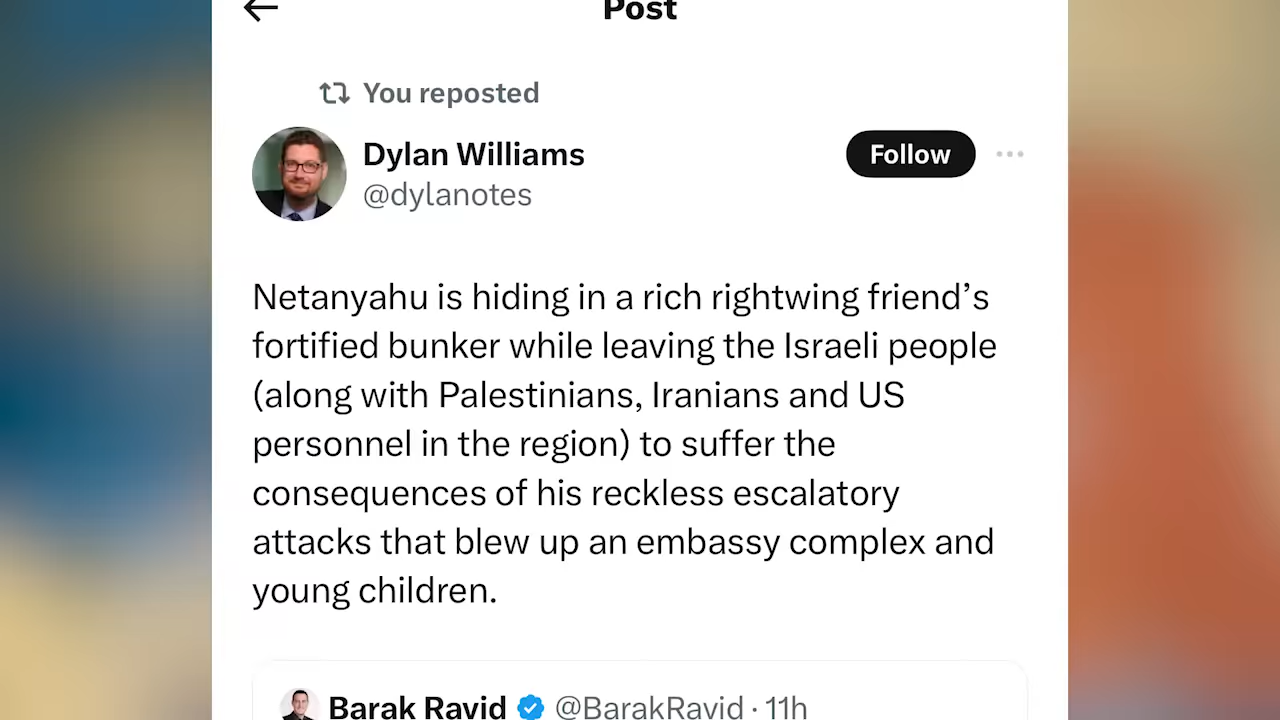 Post
You reposted
Dylan Williams
@dylanotes
Follow
Netanyahu is hiding in a rich rightwing friend’s
fortified bunker while leaving the Israeli people
(along with Palestinians, Iranians and US
personnel in the region) to suffer the
consequences of his reckless escalatory
attacks that blew up an embassy complex and
young children.
Barak Ravid @BarakRavid · 11h